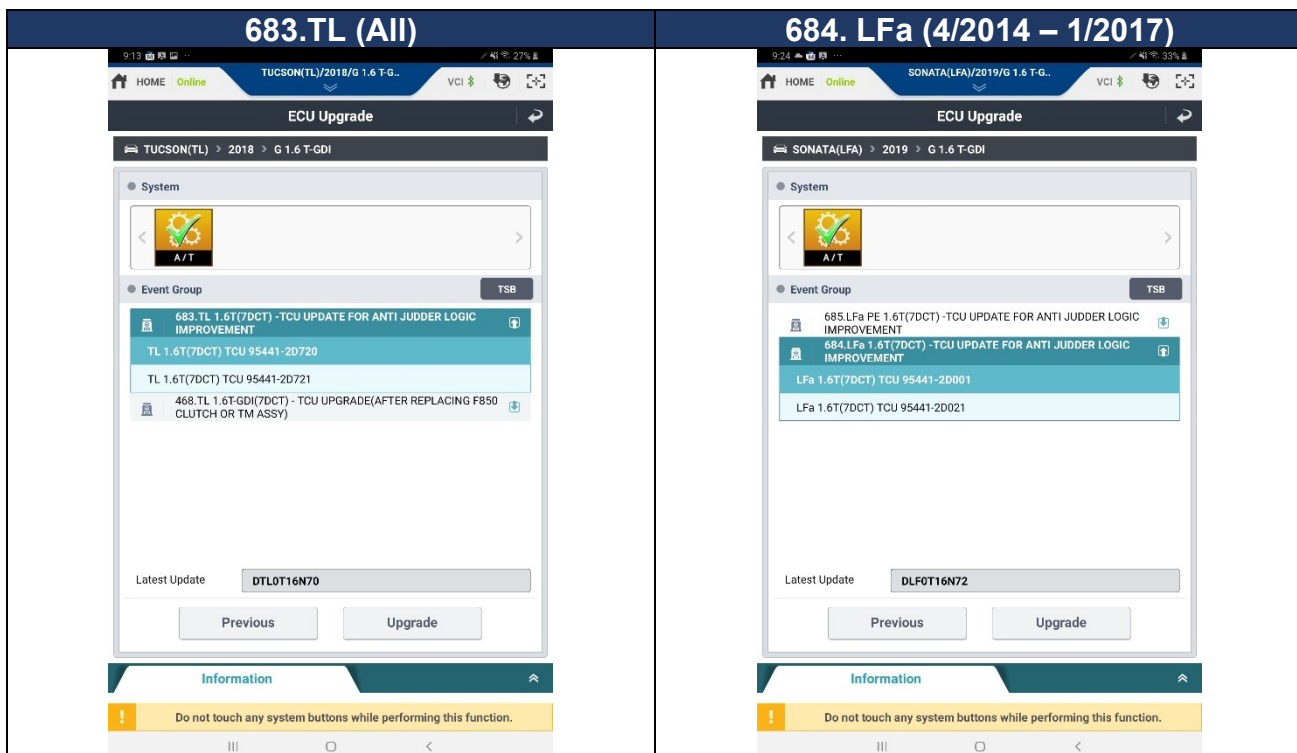 683.TL (All)
9:13 ... 27%
HOME Online
TUCSON(TL)/2018/G 1.6 T-G..
VCI
ECU Upgrade
TUCSON(TL) > 2018 > G 1.6 T-GDI
System
A/T
Event Group
TSB
683.TL 1.6T(7DCT) -TCU UPDATE FOR ANTI JUDDER LOGIC
IMPROVEMENT
TL 1.6T(7DCT) TCU 95441-2D720
TL 1.6T(7DCT) TCU 95441-2D721
468.TL 1.6T-GDI(7DCT) - TCU UPGRADE(AFTER REPLACING F850
CLUTCH OR TM ASSY)
Latest Update DTL0T16N70
Previous Upgrade
Information
! Do not touch any system buttons while performing this function.
684. LFa (4/2014 – 1/2017)
9:24 ... 33%
HOME Online
SONATA(LFA)/2019/G 1.6 T-G..
VCI
ECU Upgrade
SONATA(LFA) > 2019 > G 1.6 T-GDI
System
A/T
Event Group
TSB
685.LFa PE 1.6T(7DCT) -TCU UPDATE FOR ANTI JUDDER LOGIC
IMPROVEMENT
684.LFa 1.6T(7DCT) -TCU UPDATE FOR ANTI JUDDER LOGIC
IMPROVEMENT
LFa 1.6T(7DCT) TCU 95441-2D001
LFa 1.6T(7DCT) TCU 95441-2D021
Latest Update DLF0T16N72
Previous Upgrade
Information
! Do not touch any system buttons while performing this function.